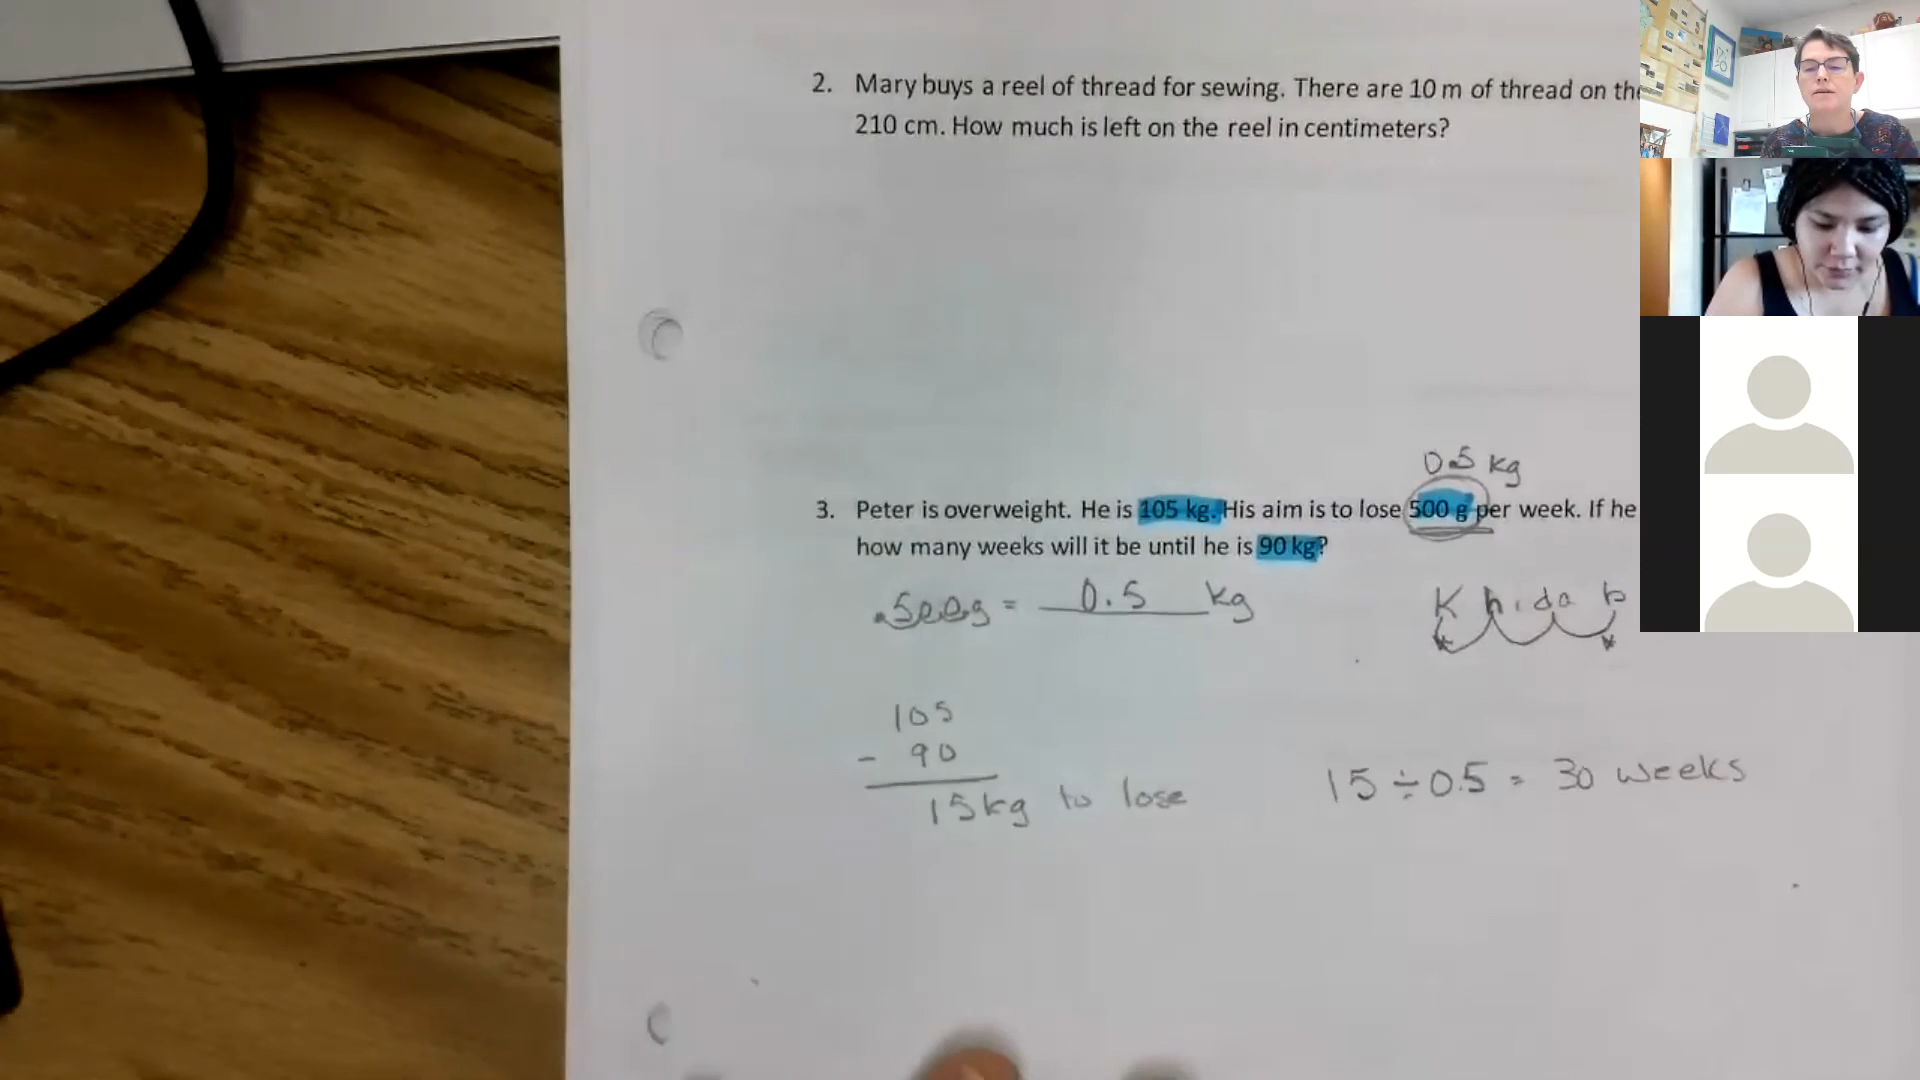 2. Mary buys a reel of thread for sewing. There are 10 m of thread on the
210 cm. How much is left on the reel in centimeters?
0.5 kg
3. Peter is overweight. He is 105 kg. His aim is to lose 500 g per week. If he
how many weeks will it be until he is 90 kg?
.500g = 0.5 kg
K h da b
105
- 90
15kg to lose
15 ÷ 0.5 = 30 weeks